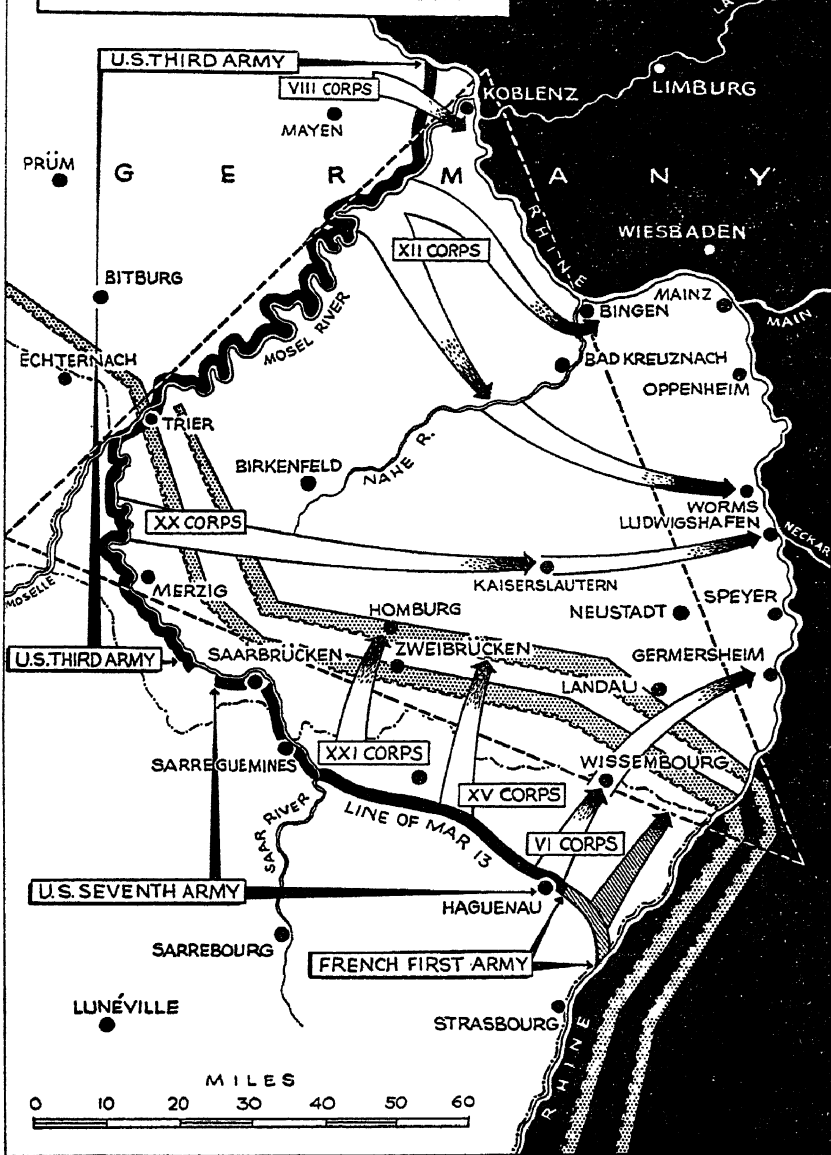 LA
U.S. THIRD ARMY
VIII CORPS
KOBLENZ
LIMBURG
MAYEN
PRÜM
GERMANY
RHINE
WIESBADEN
XII CORPS
BITBURG
MAINZ
BINGEN
MAIN
MOSEL RIVER
ECHTERNACH
BAD KREUZNACH
OPPENHEIM
TRIER
BIRKENFELD
NAHE R.
WORMS
XX CORPS
LUDWIGSHAFEN
NECKAR
KAISERSLAUTERN
MOSELLE
MERZIG
HOMBURG
NEUSTADT
SPEYER
ZWEIBRÜCKEN
SAARBRÜCKEN
GERMERSHEIM
U.S. THIRD ARMY
LANDAU
XXI CORPS
SARREGUEMINES
WISSEMBOURG
XV CORPS
LINE OF MAR 13
SAAR RIVER
VI CORPS
U.S. SEVENTH ARMY
HAGUENAU
SARREBOURG
FRENCH FIRST ARMY
LUNÉVILLE
STRASBOURG
RHINE
MILES
0 10 20 30 40 50 60